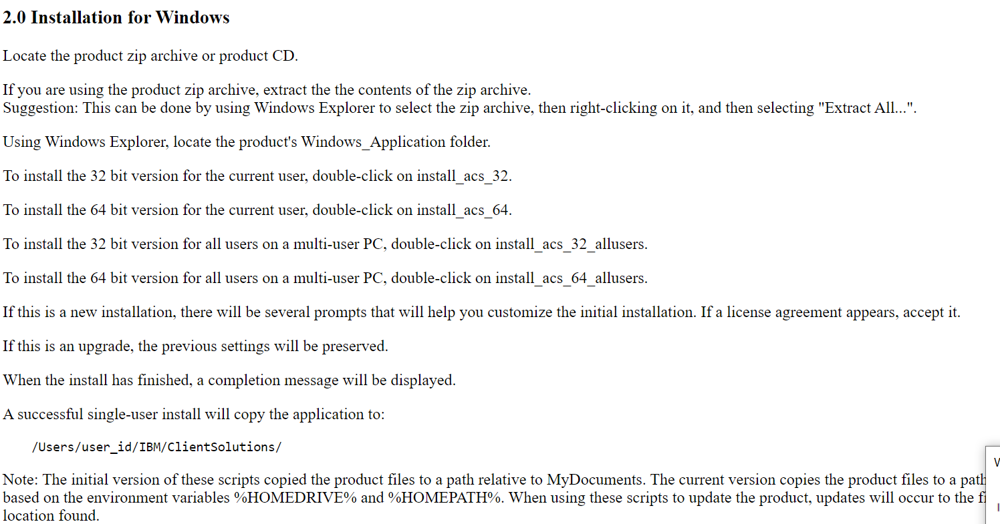 2.0 Installation for Windows
Locate the product zip archive or product CD.
If you are using the product zip archive, extract the the contents of the zip archive.
Suggestion: This can be done by using Windows Explorer to select the zip archive, then right-clicking on it, and then selecting "Extract All...".
Using Windows Explorer, locate the product's Windows_Application folder.
To install the 32 bit version for the current user, double-click on install_acs_32.
To install the 64 bit version for the current user, double-click on install_acs_64.
To install the 32 bit version for all users on a multi-user PC, double-click on install_acs_32_allusers.
To install the 64 bit version for all users on a multi-user PC, double-click on install_acs_64_allusers.
If this is a new installation, there will be several prompts that will help you customize the initial installation. If a license agreement appears, accept it.
If this is an upgrade, the previous settings will be preserved.
When the install has finished, a completion message will be displayed.
A successful single-user install will copy the application to:
/Users/user_id/IBM/ClientSolutions/
Note: The initial version of these scripts copied the product files to a path relative to MyDocuments. The current version copies the product files to a path
based on the environment variables %HOMEDRIVE% and %HOMEPATH%. When using these scripts to update the product, updates will occur to the
location found.